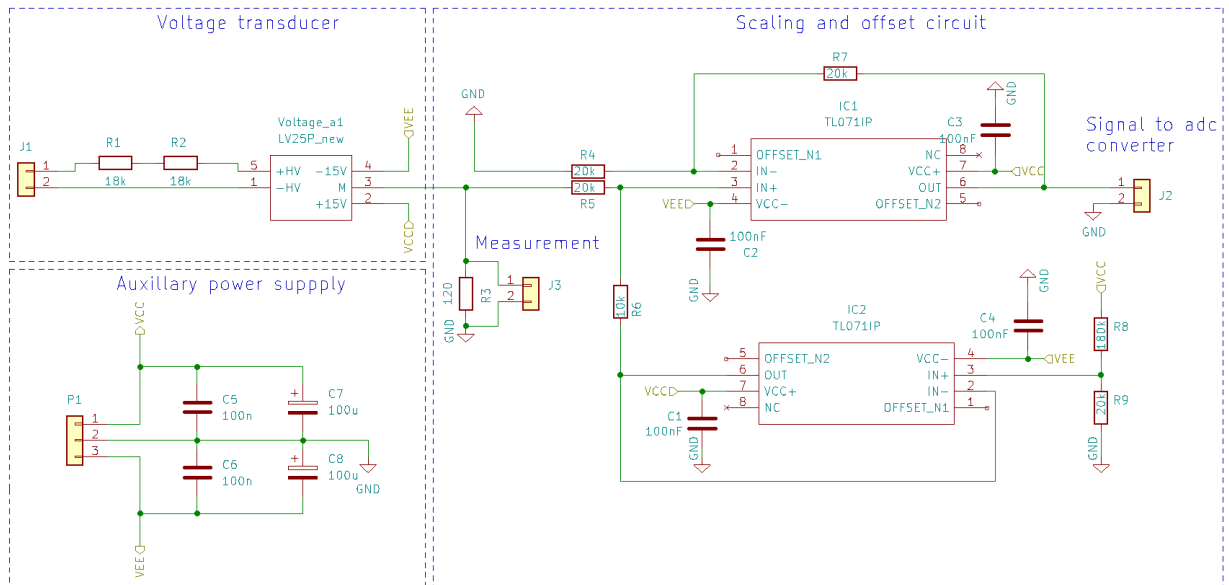 Voltage transducer
J1
1
2
R1
18k
R2
18k
Voltage_a1
LV25P_new
5
+HV
1
-HV
-15V
4
M
3
+15V
2
VEE
VCC
Auxillary power suppply
VCC
P1
1
2
3
C5
100n
C7
100u
C6
100n
C8
100u
GND
VEE
Scaling and offset circuit
GND
R4
20k
20k
R5
R7
20k
IC1
TL071IP
1
OFFSET_N1
2
IN-
3
IN+
4
VCC-
NC
8
VCC+
7
OUT
6
OFFSET_N2
5
C3
100nF
GND
VCC
VEE
100nF
C2
GND
Signal to adc
converter
1
2
J2
GND
Measurement
120
R3
1
2
J3
GND
10k
R6
IC2
TL071IP
5
OFFSET_N2
6
OUT
7
VCC+
8
NC
VCC-
4
IN+
3
IN-
2
OFFSET_N1
1
VCC
C1
100nF
GND
C4
100nF
GND
VEE
VCC
180k
R8
20k
R9
GND